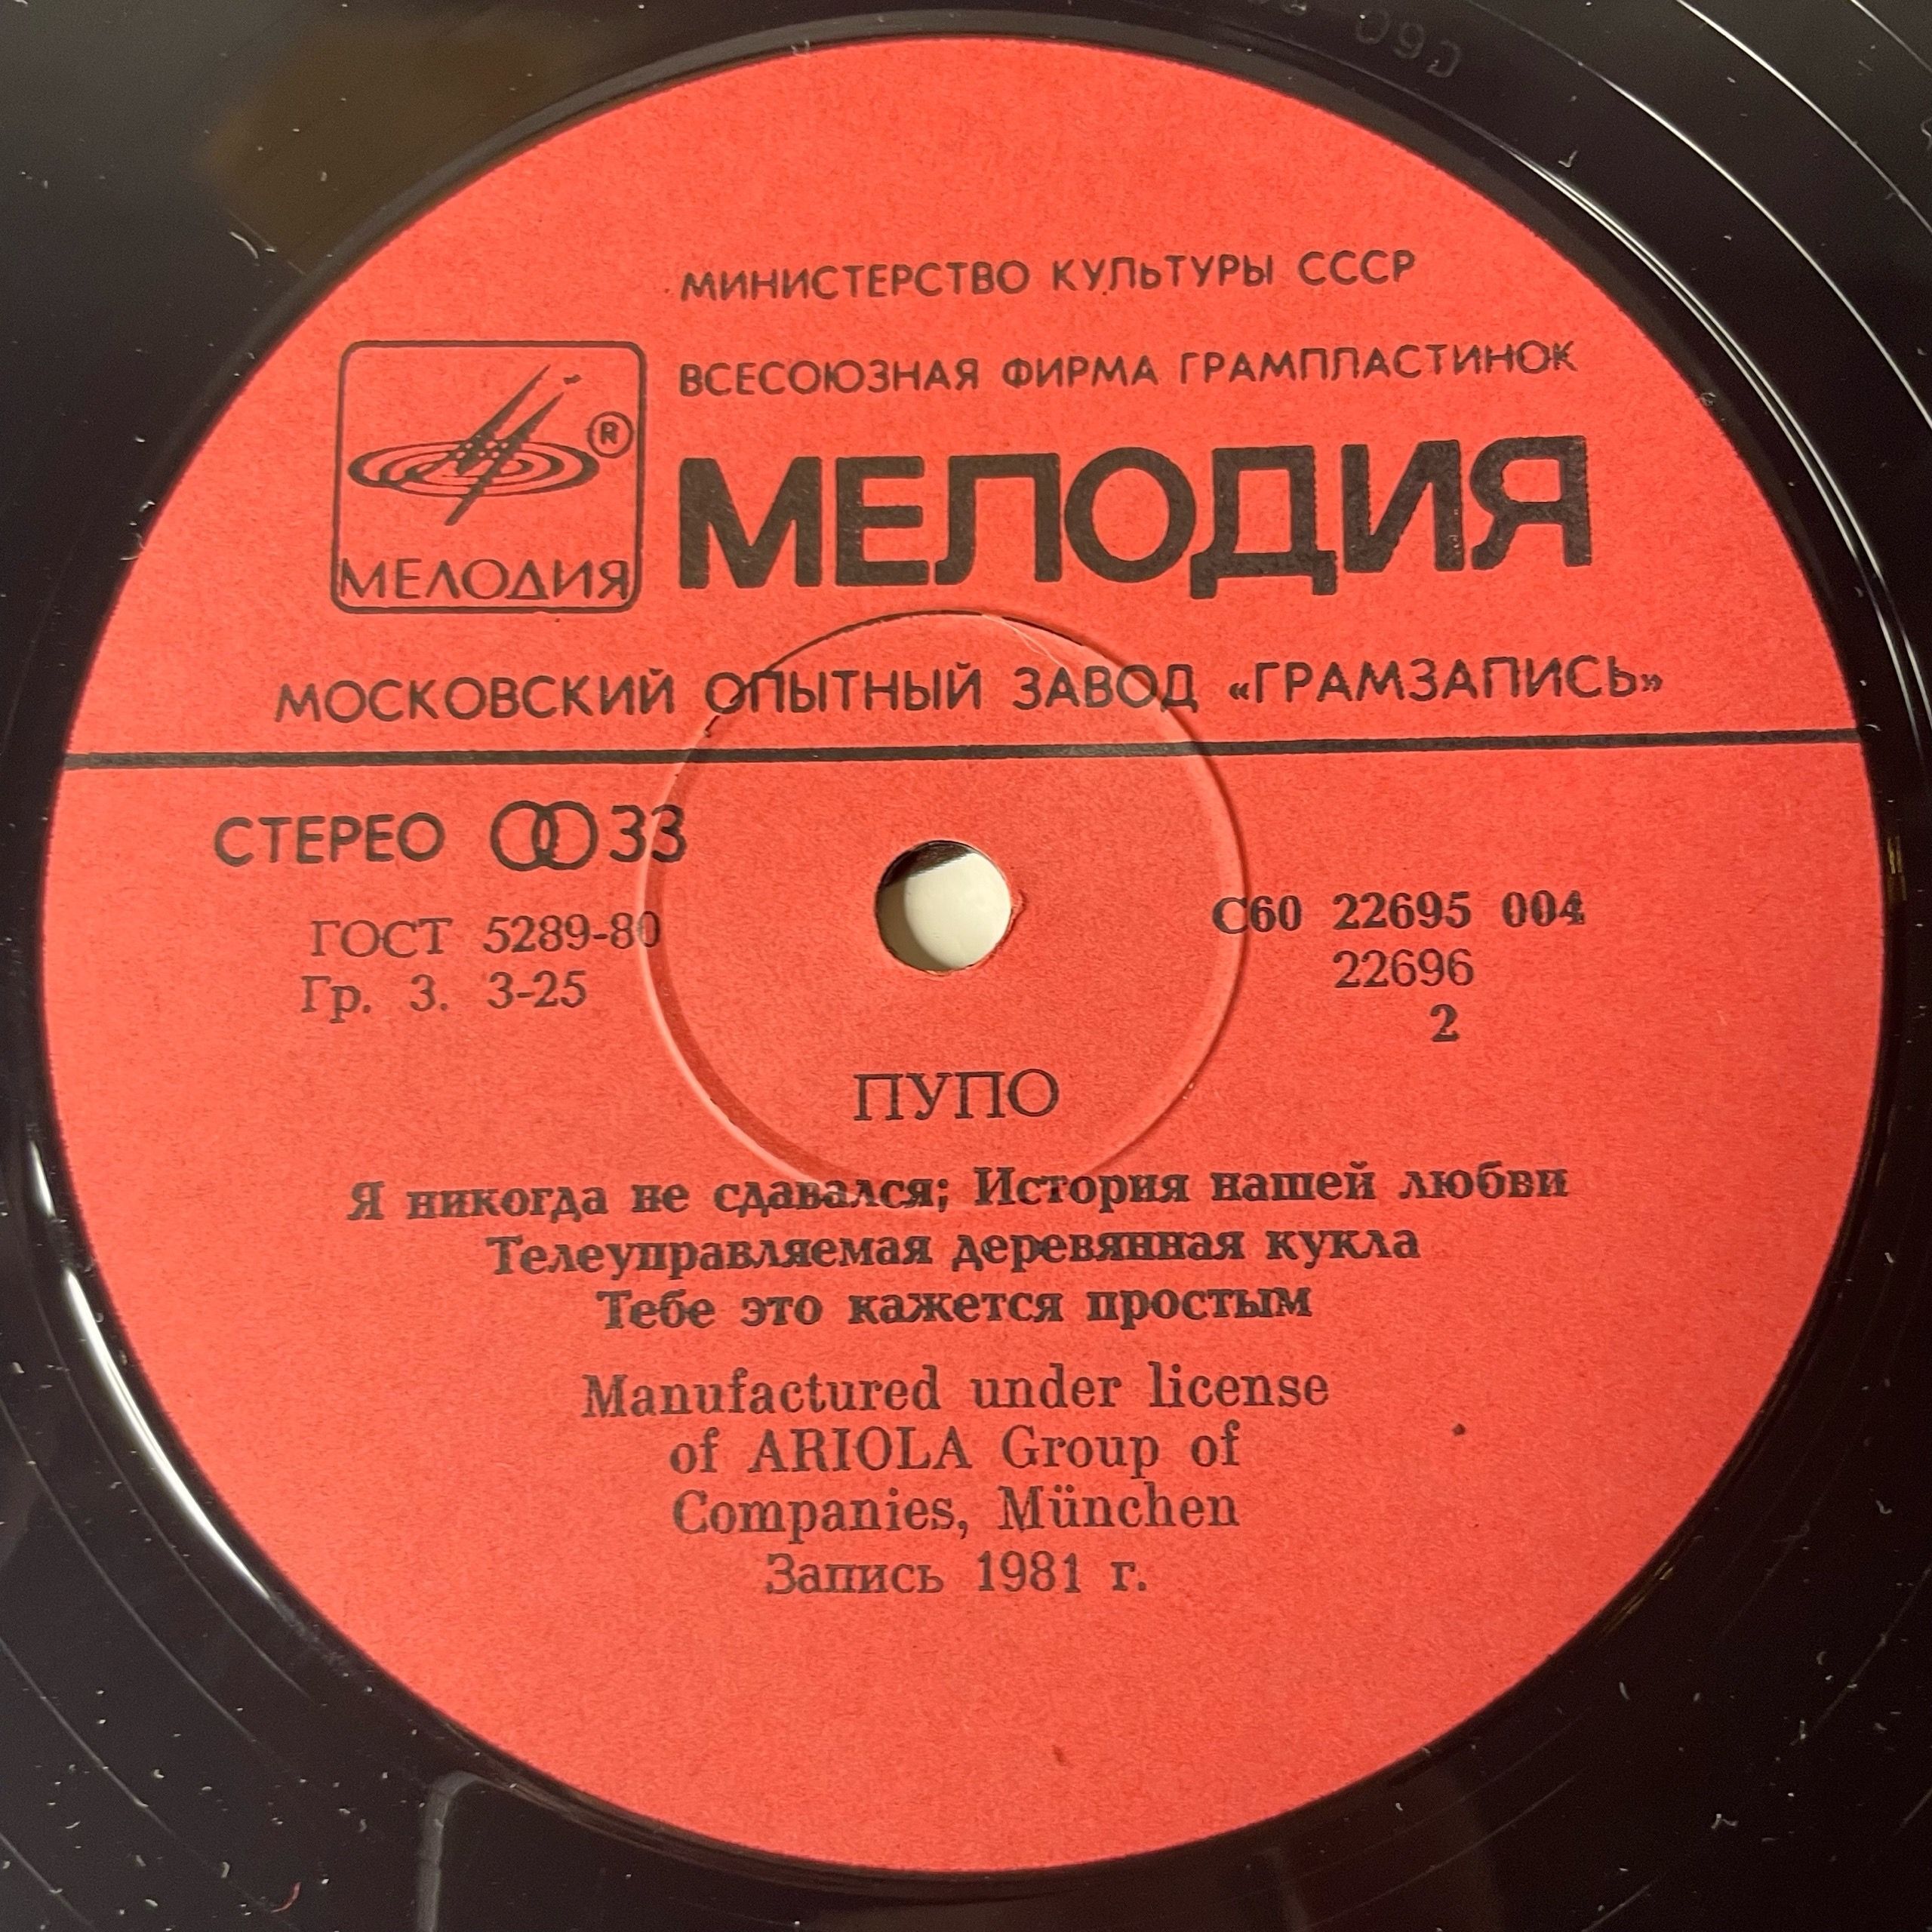 МИНИСТЕРСТВО КУЛЬТУРЫ СССР
ВСЕСОЮЗНАЯ ФИРМА ГРАМПЛАСТИНОК
МЕЛОДИЯ
®
МЕЛОДИЯ
МОСКОВСКИЙ ОПЫТНЫЙ ЗАВОД «ГРАМЗАПИСЬ»
СТЕРЕО 33
ГОСТ 5289-80
Гр. 3. 3-25
С60 22695 004
22696
2
ПУПО
Я никогда не сдавался; История нашей любви
Телеуправляемая деревянная кукла
Тебе это кажется простым
Manufactured under license
of ARIOLA Group of
Companies, München
Запись 1981 г.